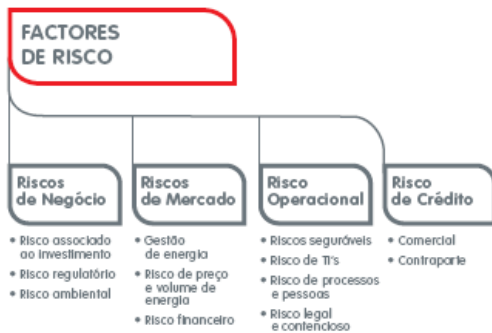 FACTORES
DE RISCO
Riscos
de Negócio
• Risco associado
ao investimento
• Risco regulatório
• Risco ambiental
Riscos
de Mercado
• Gestão
de energia
• Risco de preço
e volume de
energia
• Risco financeiro
Risco
Operacional
• Riscos seguráveis
• Risco de TI's
• Risco de processos
e pessoas
• Risco legal
e contencioso
Risco
de Crédito
• Comercial
• Contraparte